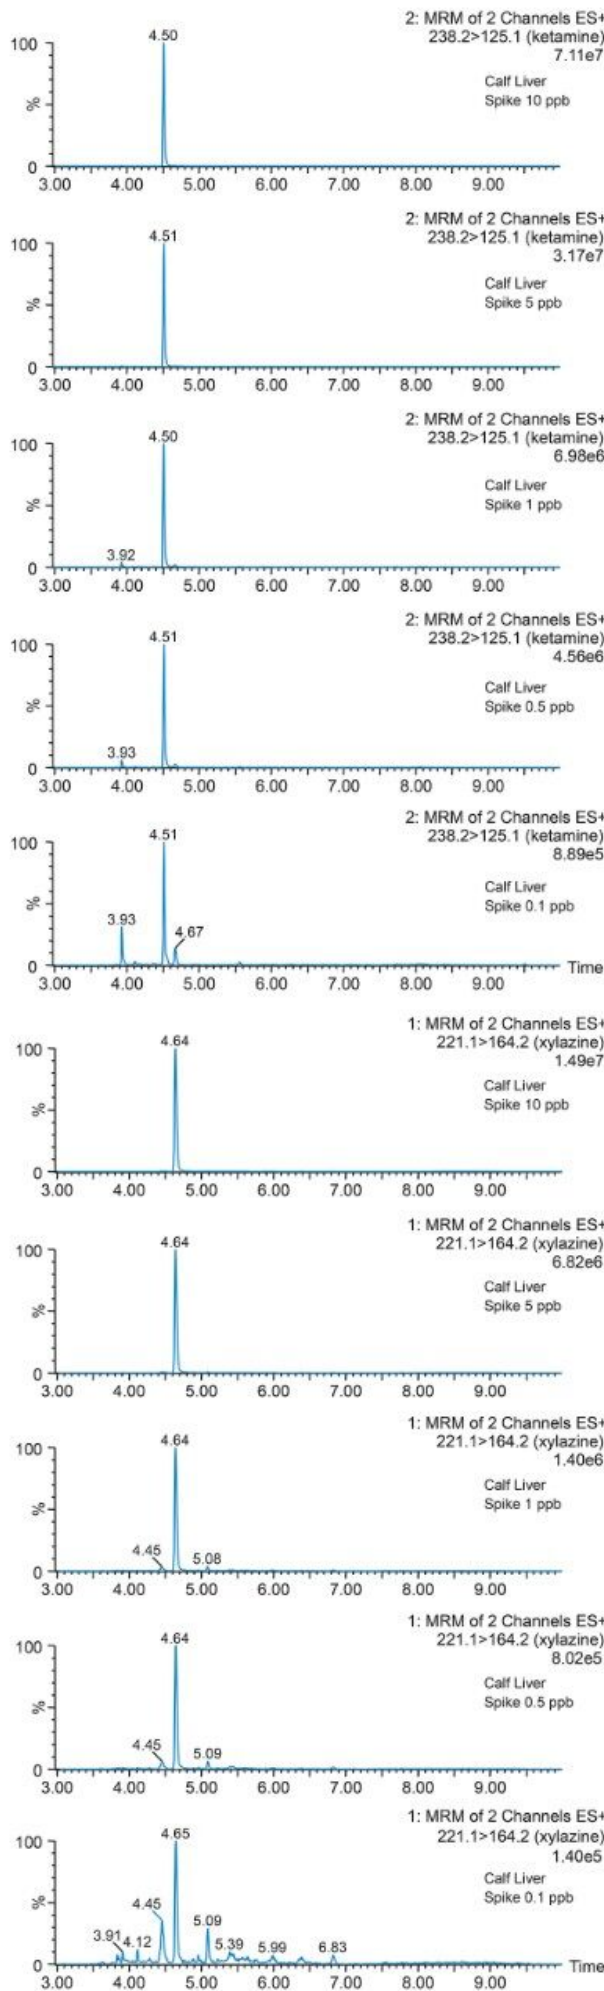 2: MRM of 2 Channels ES+
238.2>125.1 (ketamine)
7.11e7
Calf Liver
Spike 10 ppb
4.50
100
%
0
3.00 4.00 5.00 6.00 7.00 8.00 9.00
2: MRM of 2 Channels ES+
238.2>125.1 (ketamine)
3.17e7
Calf Liver
Spike 5 ppb
4.51
100
%
0
3.00 4.00 5.00 6.00 7.00 8.00 9.00
2: MRM of 2 Channels ES+
238.2>125.1 (ketamine)
6.98e6
Calf Liver
Spike 1 ppb
4.50
100
%
3.92
0
3.00 4.00 5.00 6.00 7.00 8.00 9.00
2: MRM of 2 Channels ES+
238.2>125.1 (ketamine)
4.56e6
Calf Liver
Spike 0.5 ppb
4.51
100
%
3.93
0
3.00 4.00 5.00 6.00 7.00 8.00 9.00
2: MRM of 2 Channels ES+
238.2>125.1 (ketamine)
8.89e5
Calf Liver
Spike 0.1 ppb
4.51
100
%
3.93
4.67
0
Time
3.00 4.00 5.00 6.00 7.00 8.00 9.00
1: MRM of 2 Channels ES+
221.1>164.2 (xylazine)
1.49e7
Calf Liver
Spike 10 ppb
4.64
100
%
0
3.00 4.00 5.00 6.00 7.00 8.00 9.00
1: MRM of 2 Channels ES+
221.1>164.2 (xylazine)
6.82e6
Calf Liver
Spike 5 ppb
4.64
100
%
0
3.00 4.00 5.00 6.00 7.00 8.00 9.00
1: MRM of 2 Channels ES+
221.1>164.2 (xylazine)
1.40e6
Calf Liver
Spike 1 ppb
4.64
100
%
4.45
5.08
0
3.00 4.00 5.00 6.00 7.00 8.00 9.00
1: MRM of 2 Channels ES+
221.1>164.2 (xylazine)
8.02e5
Calf Liver
Spike 0.5 ppb
4.64
100
%
4.45
5.09
0
3.00 4.00 5.00 6.00 7.00 8.00 9.00
1: MRM of 2 Channels ES+
221.1>164.2 (xylazine)
1.40e5
Calf Liver
Spike 0.1 ppb
4.65
100
%
4.45
3.91
4.12
5.09
5.39
5.99
6.83
0
Time
3.00 4.00 5.00 6.00 7.00 8.00 9.00